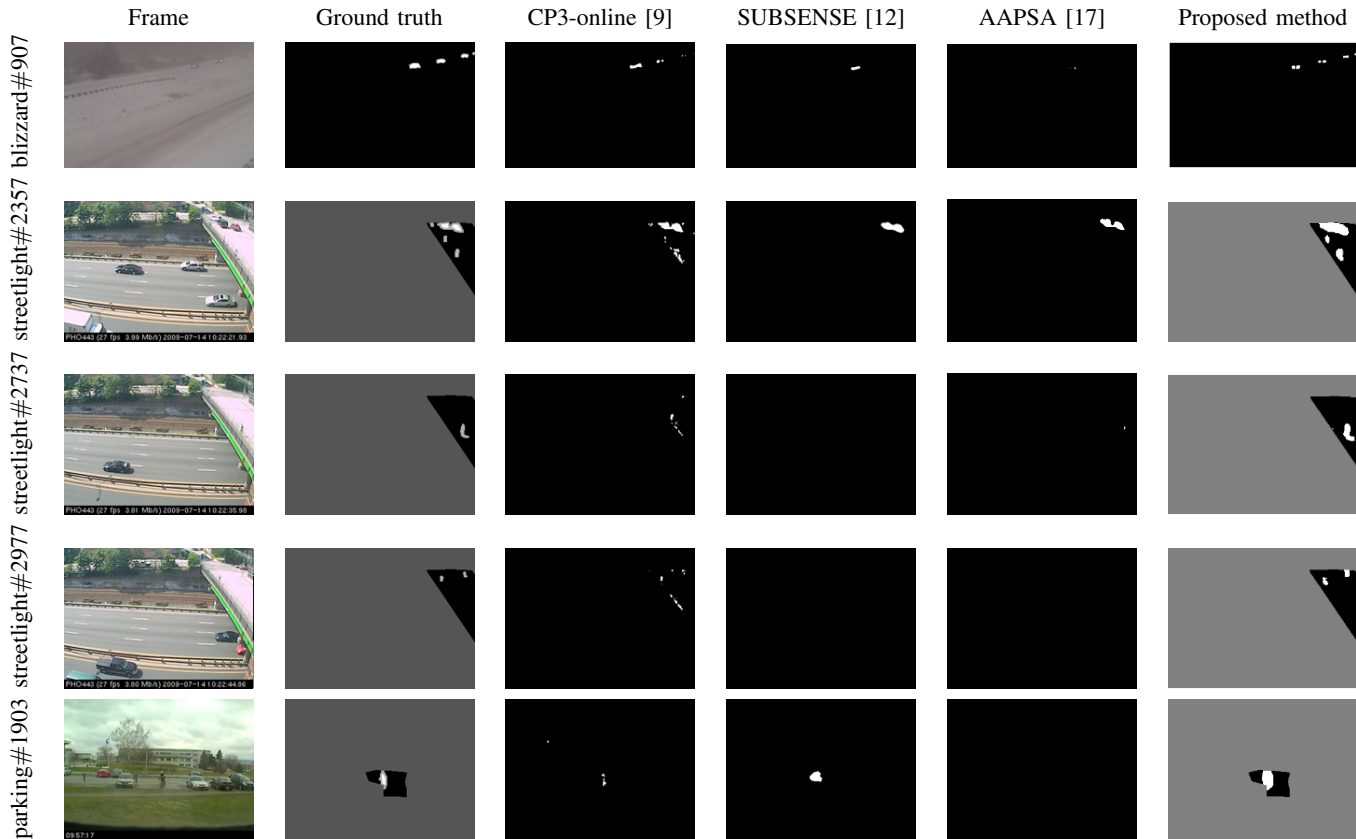 Frame Ground truth CP3-online [9] SUBSENSE [12] AAPSA [17] Proposed method
blizzard#907
streetlight#2357
PHO443 (27 fps 3.99 Mb/s) 2009-07-14 10:22:21.93
streetlight#2737
PHO443 (27 fps 3.81 Mb/s) 2009-07-14 10:22:35.98
streetlight#2977
PHO443 (27 fps 3.80 Mb/s) 2009-07-14 10:22:44.86
parking#1903
09:57:17